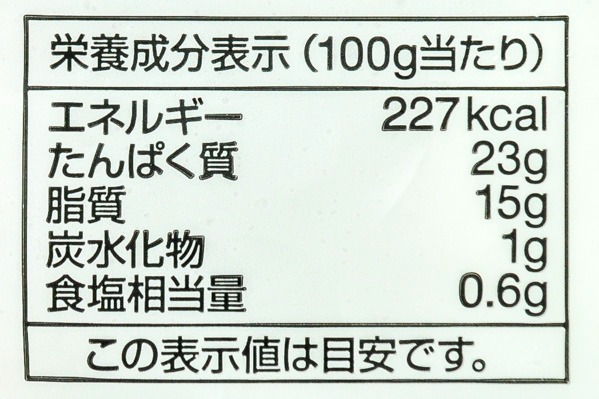 栄養成分表示(100g当たり)
エネルギー 227kcal
たんぱく質 23g
脂質 15g
炭水化物 1g
食塩相当量 0.6g
この表示値は目安です。